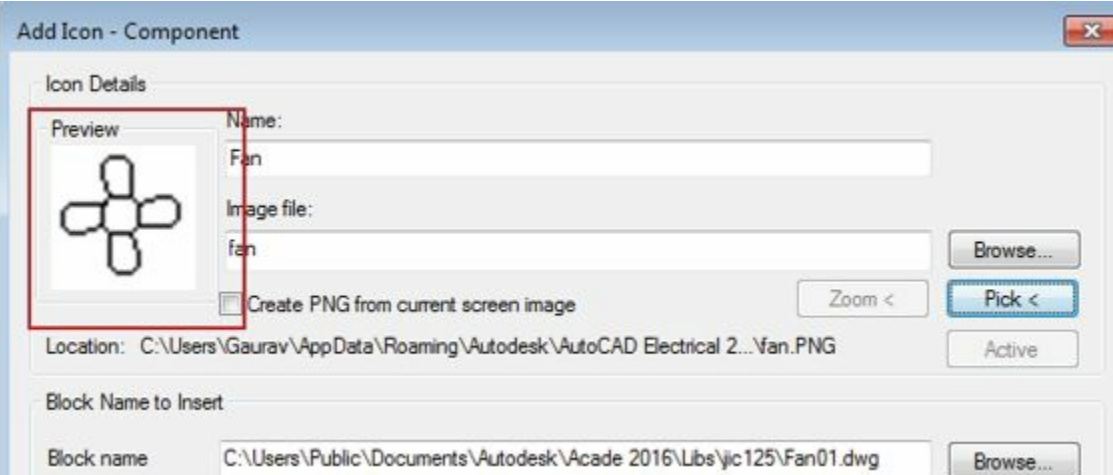 Add Icon - Component
Icon Details
Preview
Name:
Fan
Image file:
fan
Browse...
Create PNG from current screen image
Zoom <
Pick <
Location: C:\Users\Gaurav\AppData\Roaming\Autodesk\AutoCAD Electrical 2...\fan.PNG
Active
Block Name to Insert
Block name
C:\Users\Public\Documents\Autodesk\Acade 2016\Libs\jic125\Fan01.dwg
Browse...